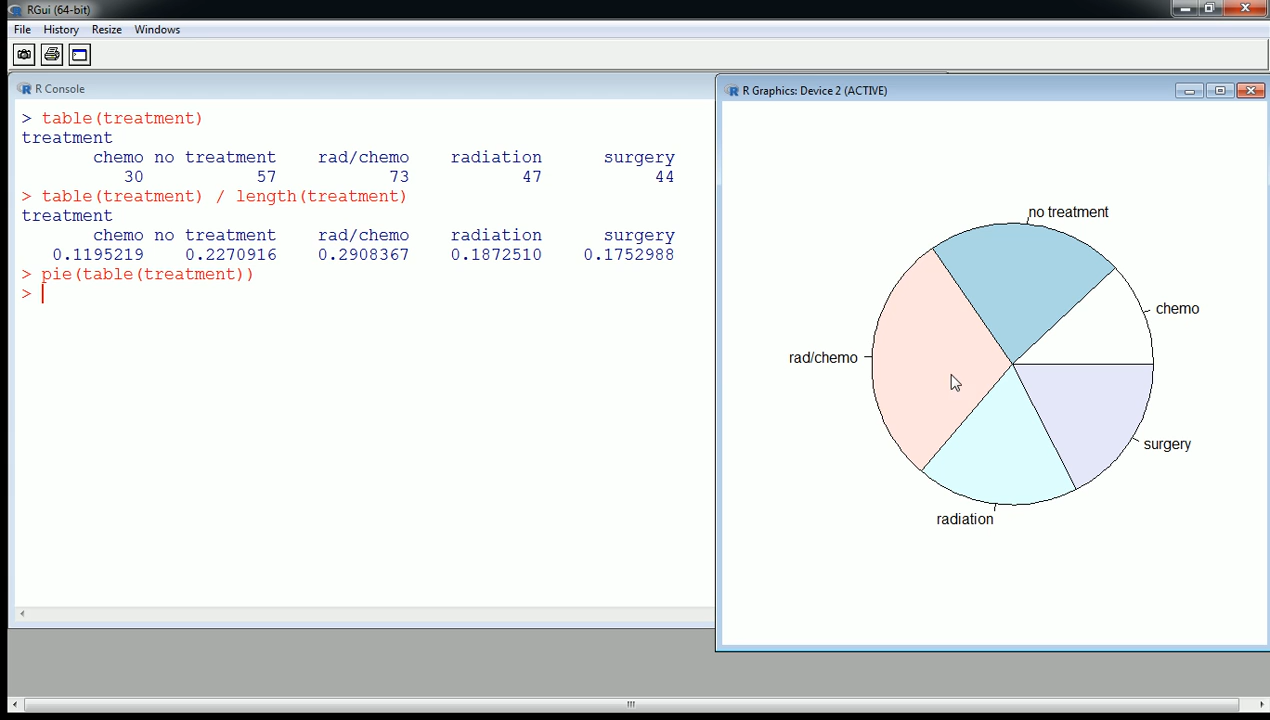 RGui (64-bit)
File History Resize Windows
R Console
> table(treatment)
treatment
chemo no treatment rad/chemo radiation surgery
30 57 73 47 44
> table(treatment) / length(treatment)
treatment
chemo no treatment rad/chemo radiation surgery
0.1195219 0.2270916 0.2908367 0.1872510 0.1752988
> pie(table(treatment))
>
R Graphics: Device 2 (ACTIVE)
no treatment
chemo
rad/chemo
surgery
radiation